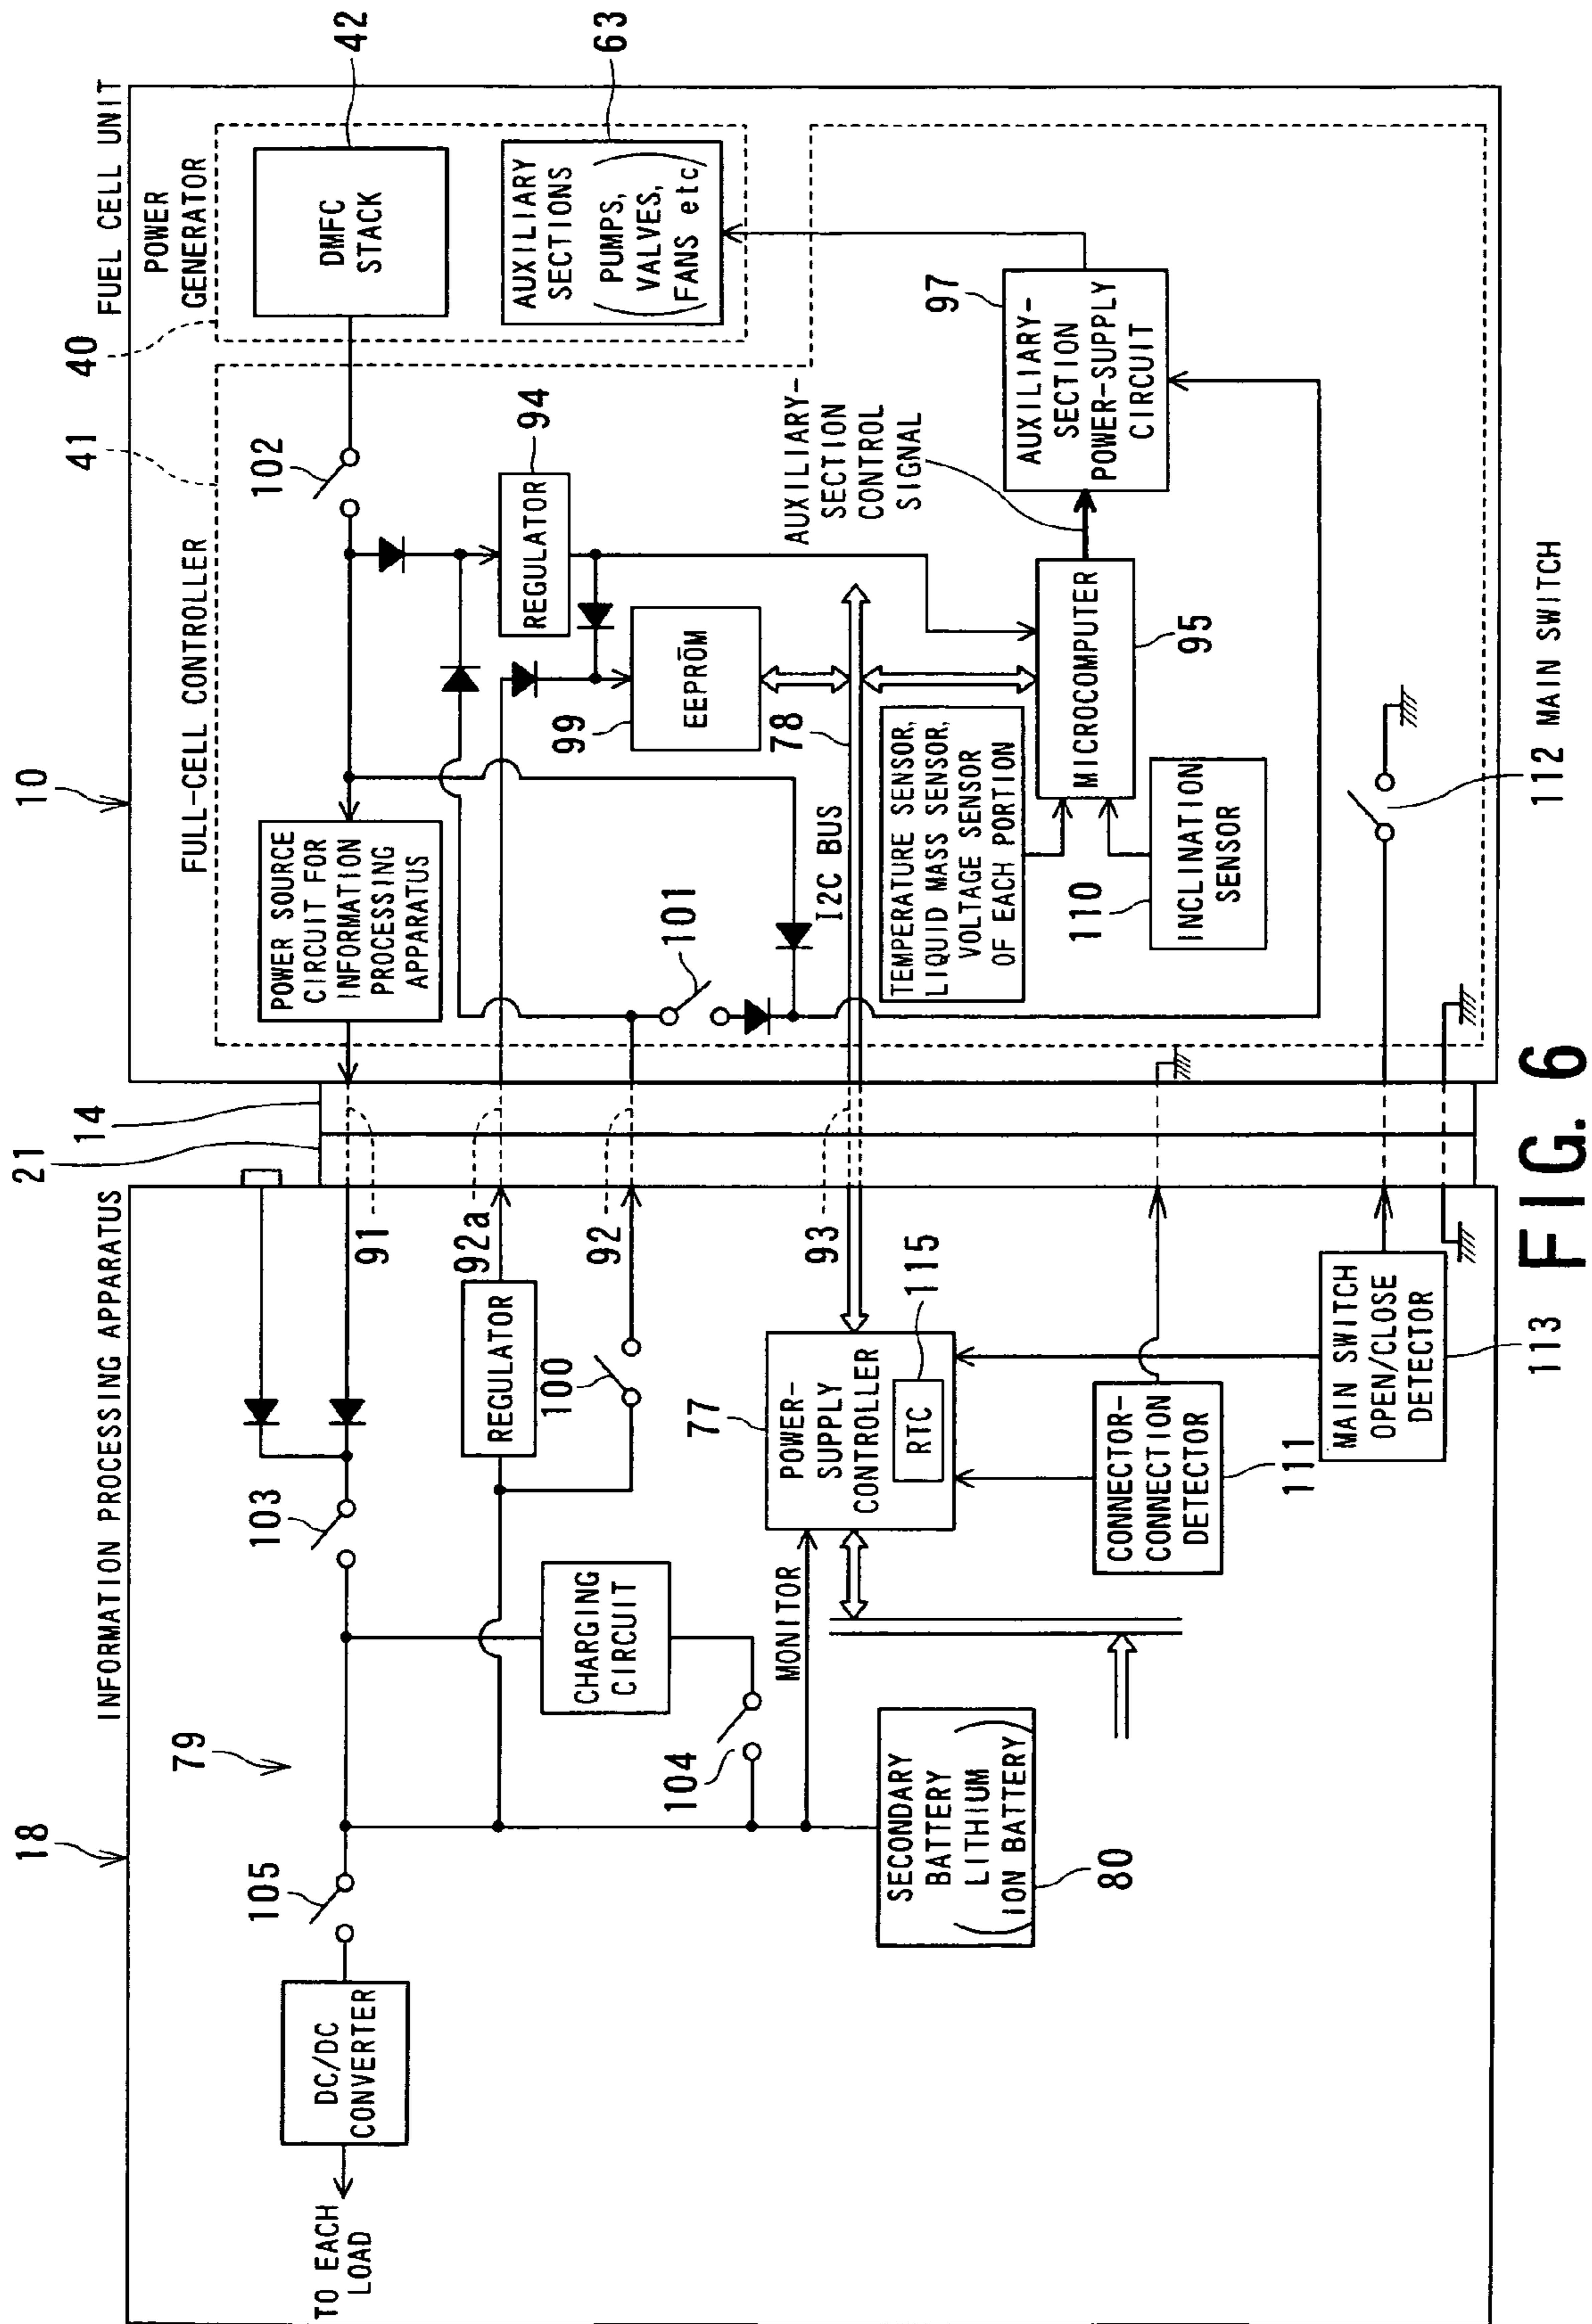 FUEL CELL UNIT
10
POWER
GENERATOR
40
DMFC
STACK
42
AUXILIARY
SECTIONS
PUMPS,
VALVES,
FANS etc
63
FULL-CELL CONTROLLER
41
102
POWER SOURCE
CIRCUIT FOR
INFORMATION
PROCESSING
APPARATUS
REGULATOR
94
EEPROM
99
101
I2C BUS
78
AUXILIARY-
SECTION
CONTROL
SIGNAL
AUXILIARY-
SECTION
POWER-SUPPLY
CIRCUIT
97
TEMPERATURE SENSOR,
LIQUID MASS SENSOR,
VOLTAGE SENSOR
OF EACH PORTION
MICROCOMPUTER
95
INCLINATION
SENSOR
110
112 MAIN SWITCH
14
21
91
92a
92
93
INFORMATION PROCESSING APPARATUS
18
79
103
105
DC/DC
CONVERTER
TO EACH
LOAD
REGULATOR
100
CHARGING
CIRCUIT
104
MONITOR
SECONDARY
BATTERY
LITHIUM
ION BATTERY
80
POWER-
SUPPLY
CONTROLLER
77
RTC
115
CONNECTOR-
CONNECTION
DETECTOR
111
MAIN SWITCH
OPEN/CLOSE
DETECTOR
113
FIG. 6